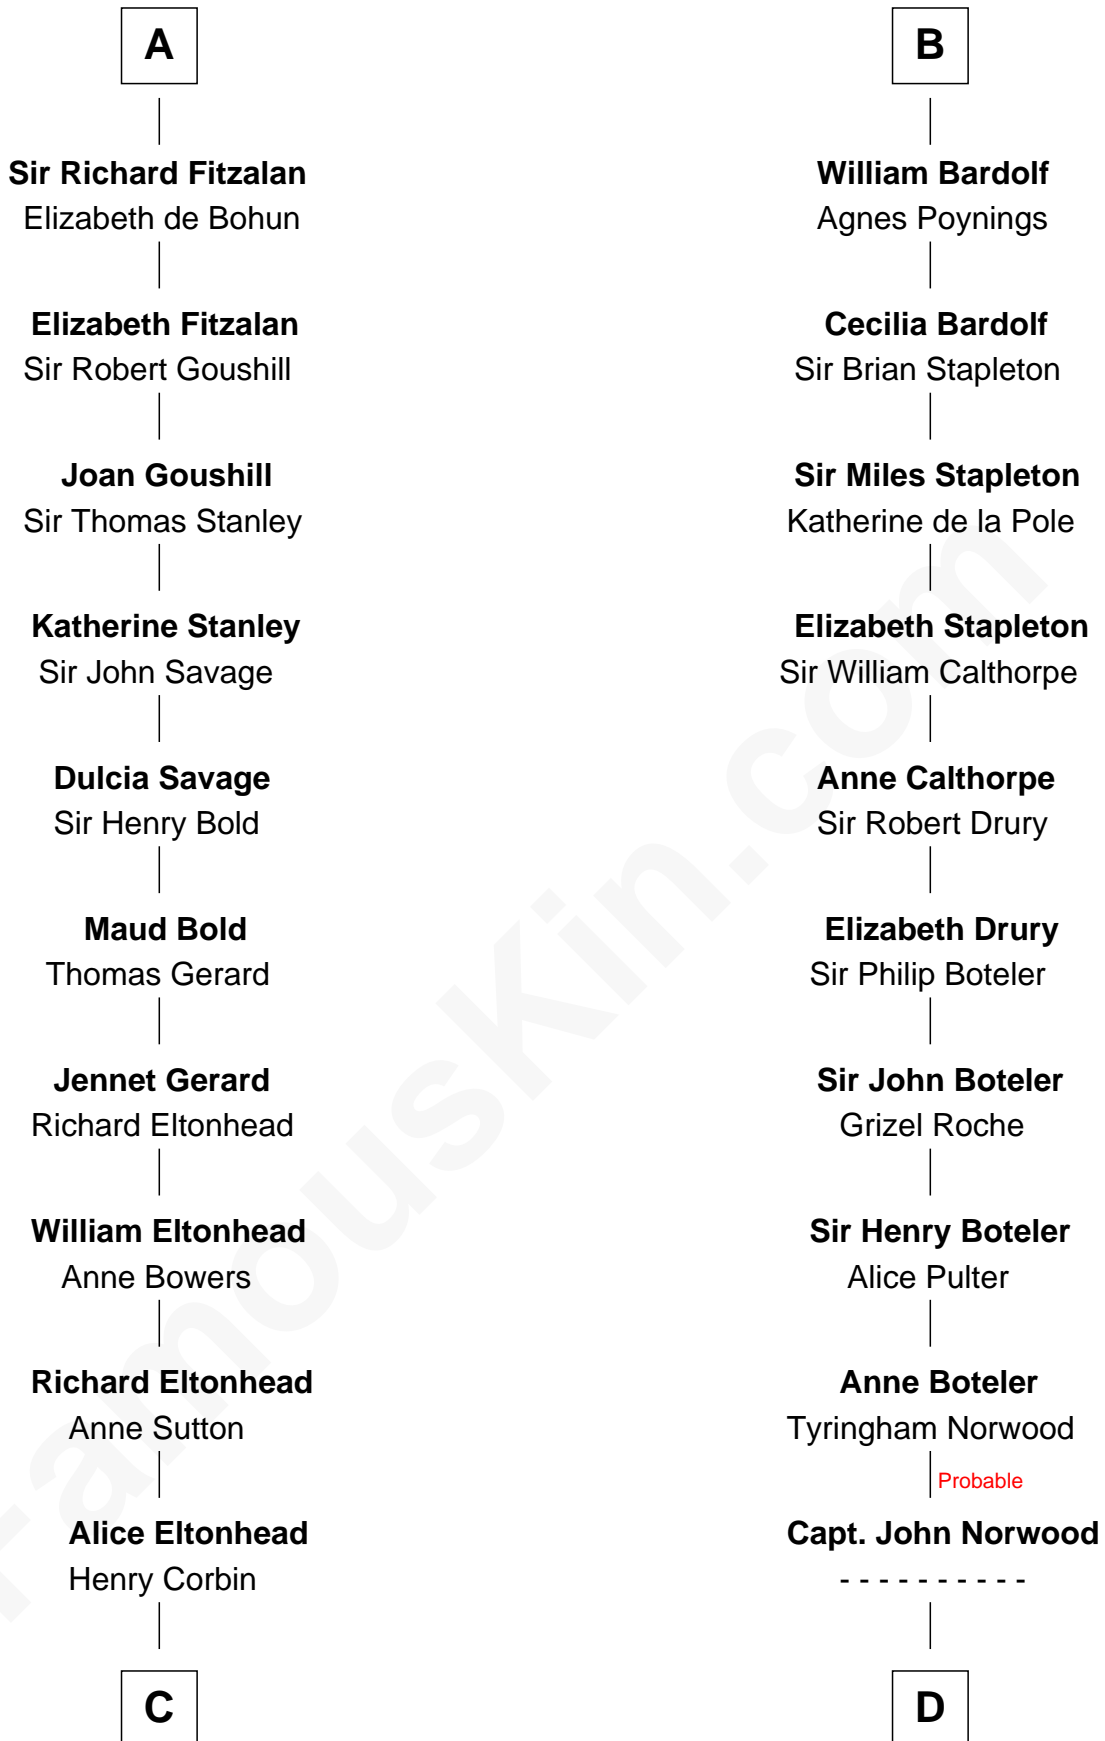 A
Sir Richard Fitzalan
Elizabeth de Bohun
Elizabeth Fitzalan
Sir Robert Goushill
Joan Goushill
Sir Thomas Stanley
Katherine Stanley
Sir John Savage
Dulcia Savage
Sir Henry Bold
Maud Bold
Thomas Gerard
Jennet Gerard
Richard Eltonhead
William Eltonhead
Anne Bowers
Richard Eltonhead
Anne Sutton
Alice Eltonhead
Henry Corbin
C
B
William Bardolf
Agnes Poynings
Cecilia Bardolf
Sir Brian Stapleton
Sir Miles Stapleton
Katherine de la Pole
Elizabeth Stapleton
Sir William Calthorpe
Anne Calthorpe
Sir Robert Drury
Elizabeth Drury
Sir Philip Boteler
Sir John Boteler
Grizel Roche
Sir Henry Boteler
Alice Pulter
Anne Boteler
Tyringham Norwood
Probable
Capt. John Norwood
- - - - - - - - - -
D
FamousKin.com